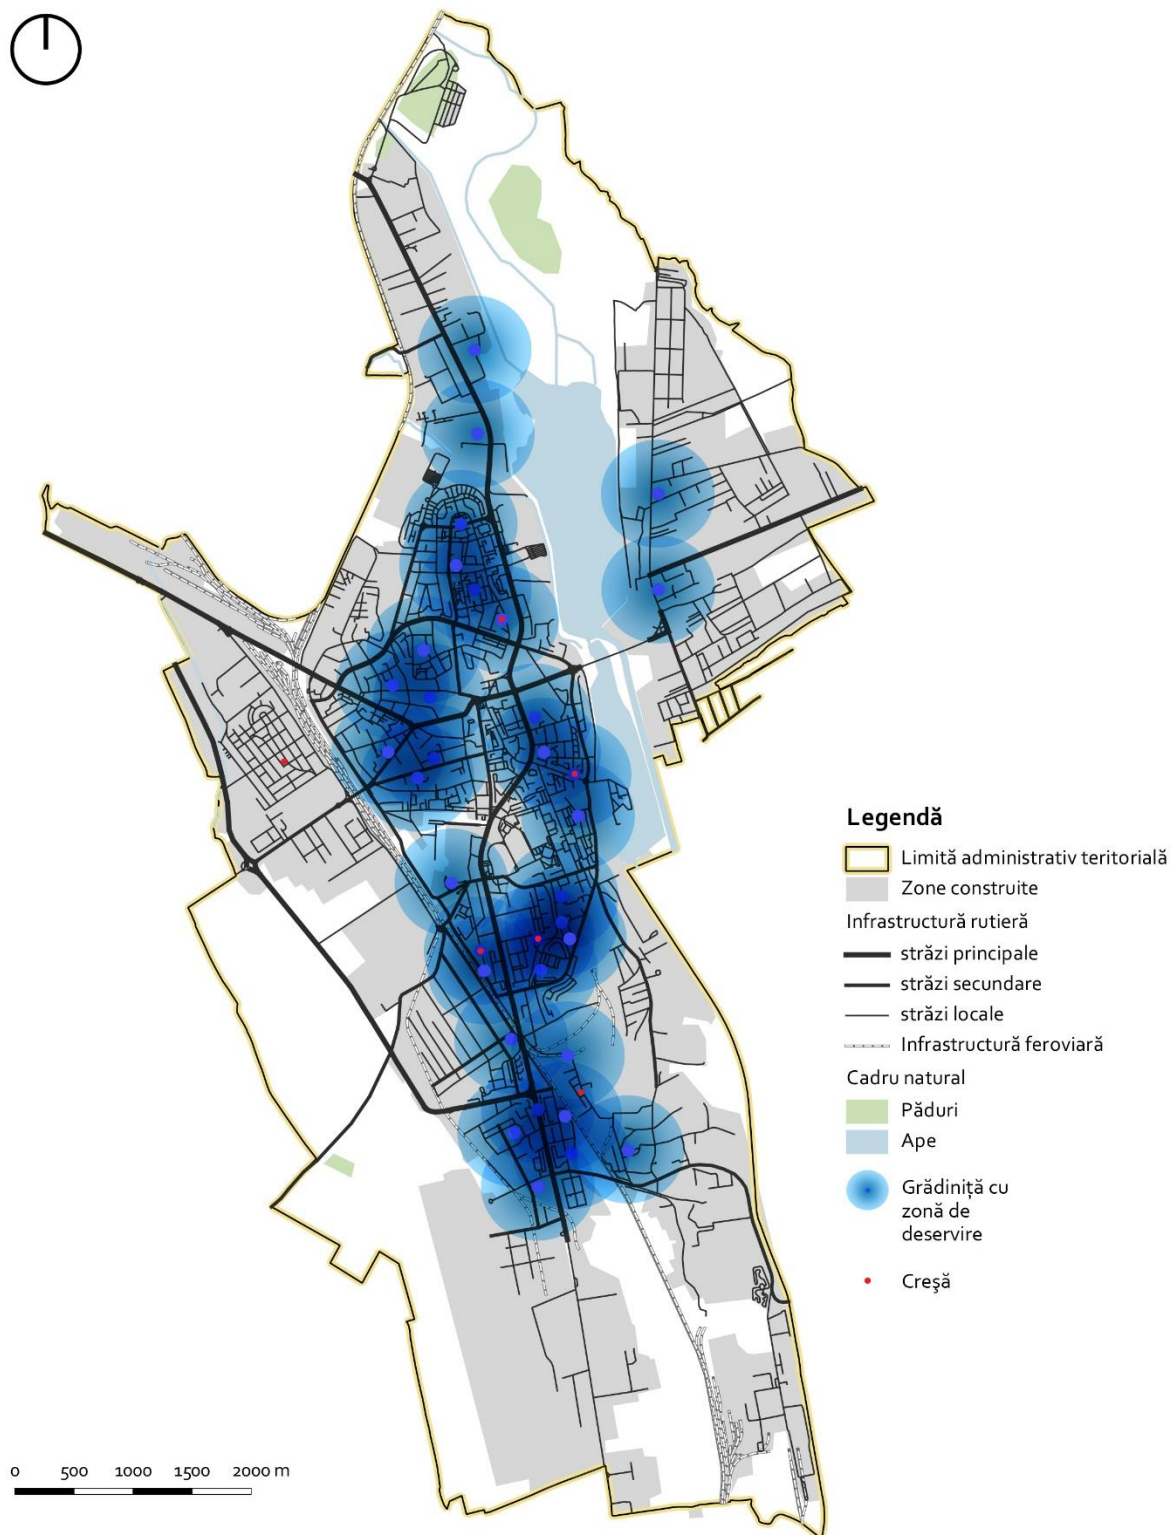 Legendă
Limită administrativ teritorială
Zone construite
Infrastructură rutieră
străzi principale
străzi secundare
străzi locale
Infrastructură feroviară
Cadru natural
Păduri
Ape
Grădiniță cu
zonă de
deservire
Creşă
0 500 1000 1500 2000 m